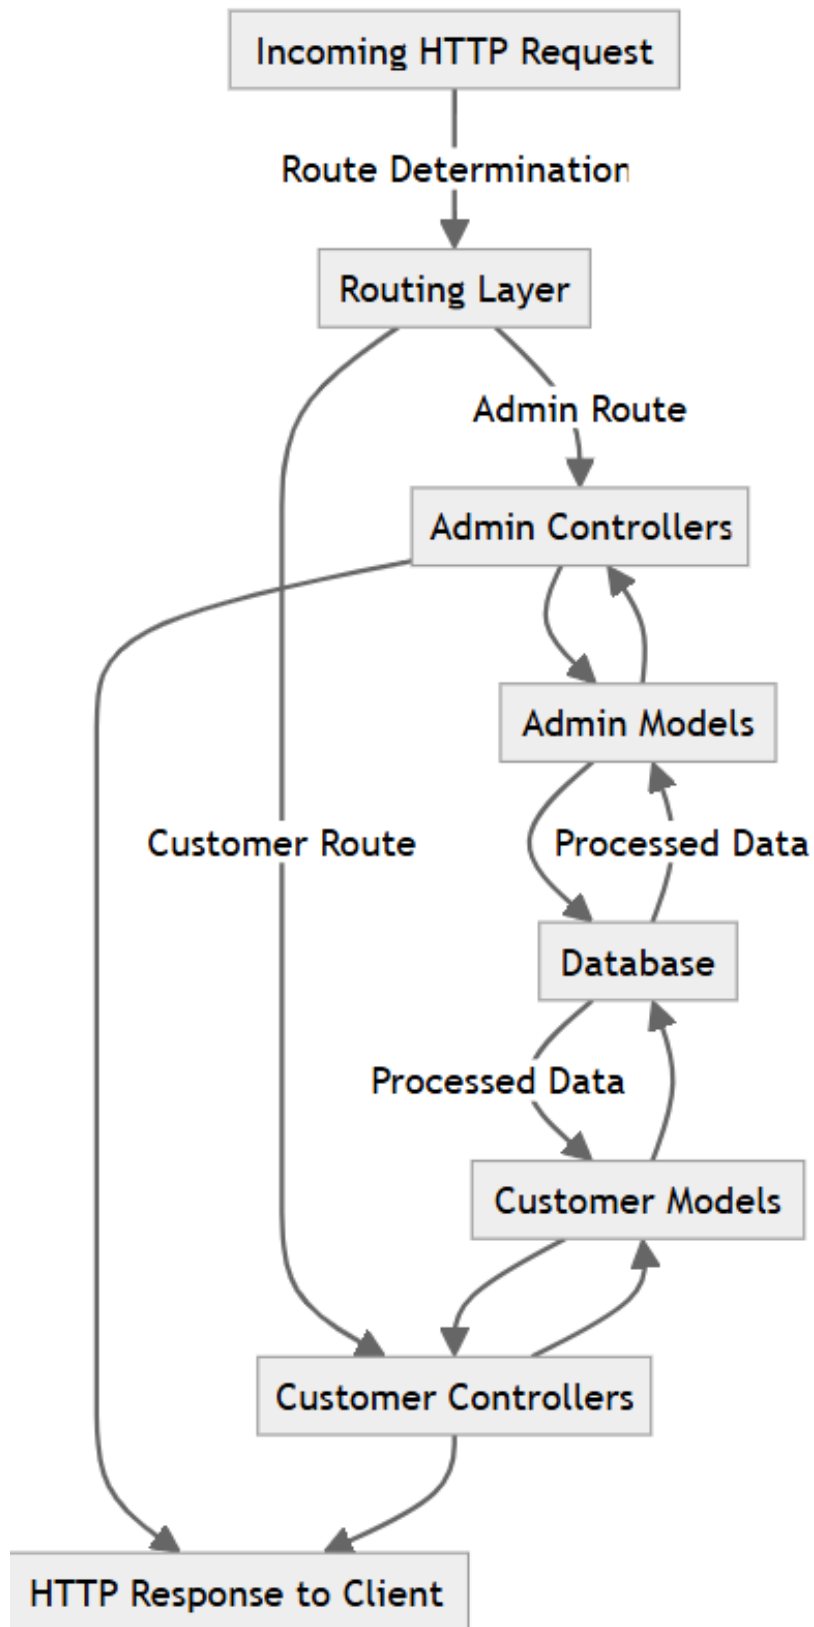 Incoming HTTP Request
Route Determination
Routing Layer
Admin Route
Admin Controllers
Admin Models
Customer Route
Processed Data
Database
Processed Data
Customer Models
Customer Controllers
HTTP Response to Client